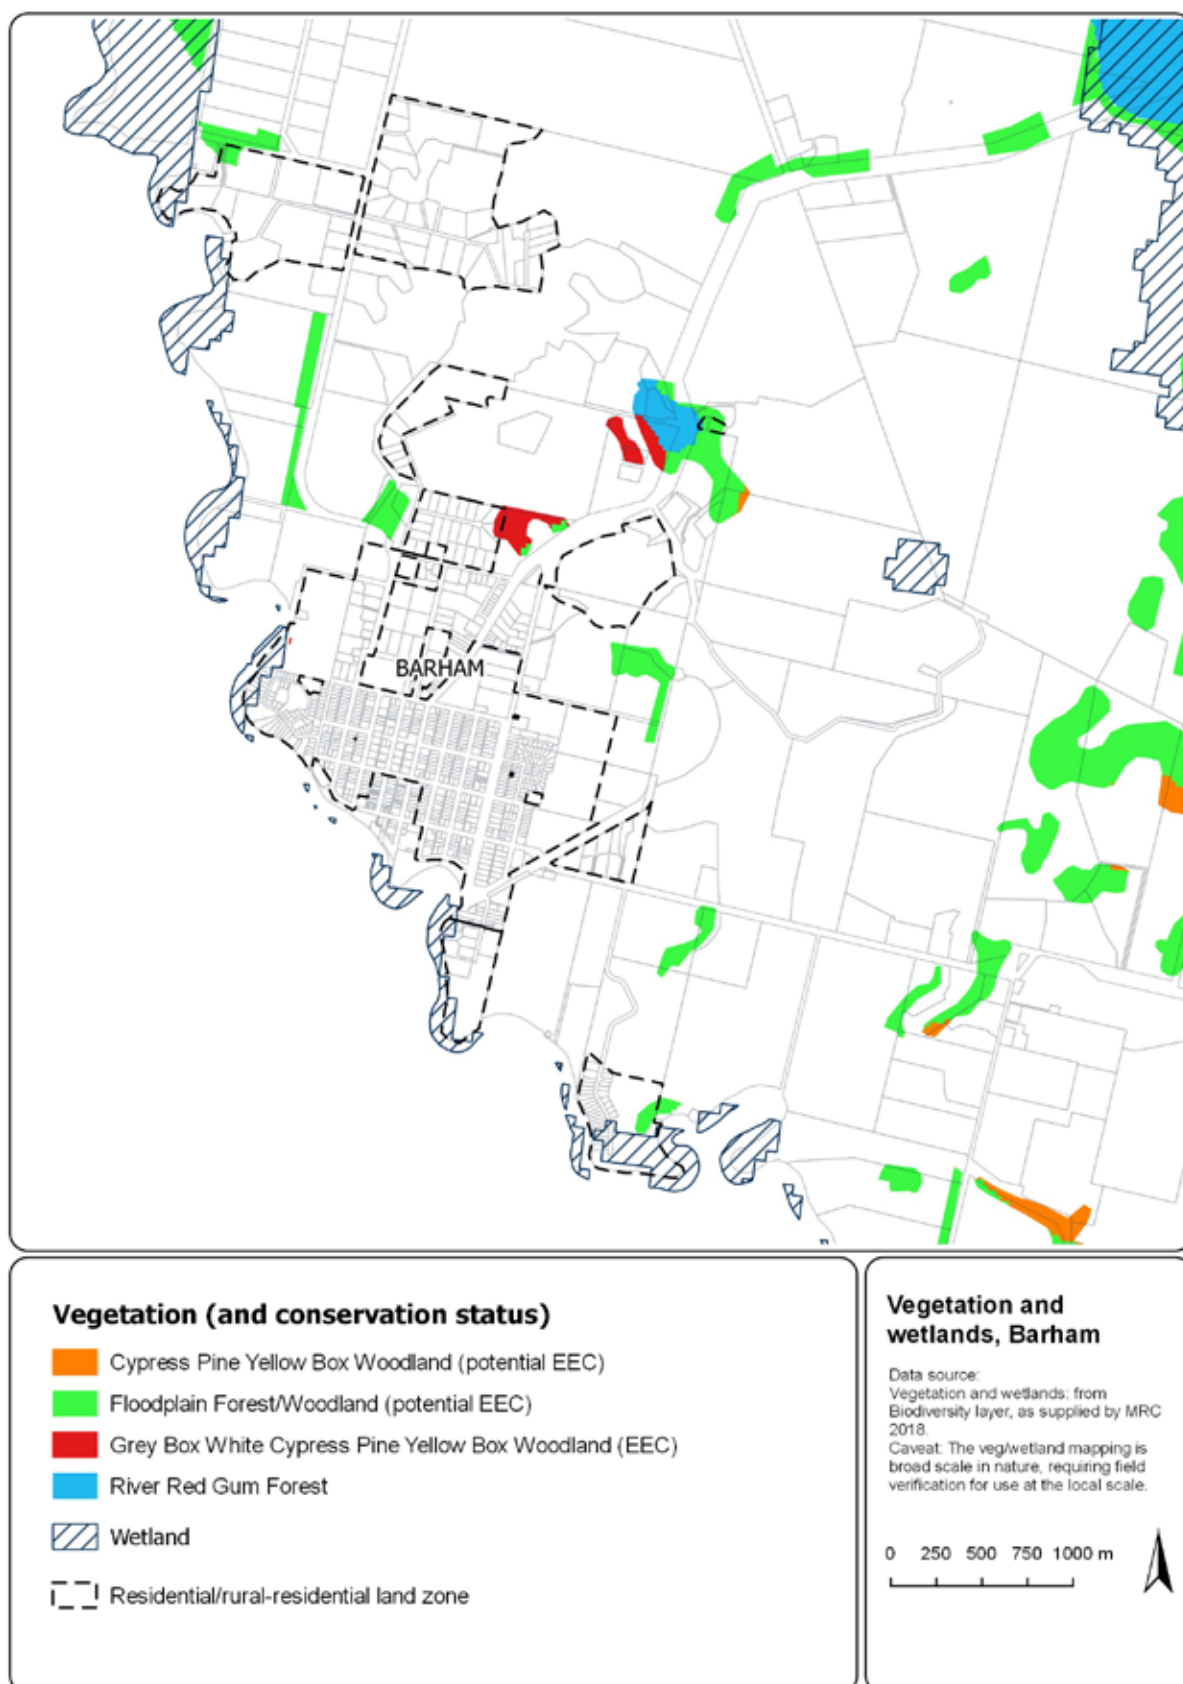 BARHAM
Vegetation (and conservation status)
Cypress Pine Yellow Box Woodland (potential EEC)
Floodplain Forest/Woodland (potential EEC)
Grey Box White Cypress Pine Yellow Box Woodland (EEC)
River Red Gum Forest
Wetland
Residential/rural-residential land zone
Vegetation and
wetlands, Barham
Data source:
Vegetation and wetlands: from
Biodiversity layer, as supplied by MRC
2018.
Caveat: The veg/wetland mapping is
broad scale in nature, requiring field
verification for use at the local scale.
0 250 500 750 1000 m